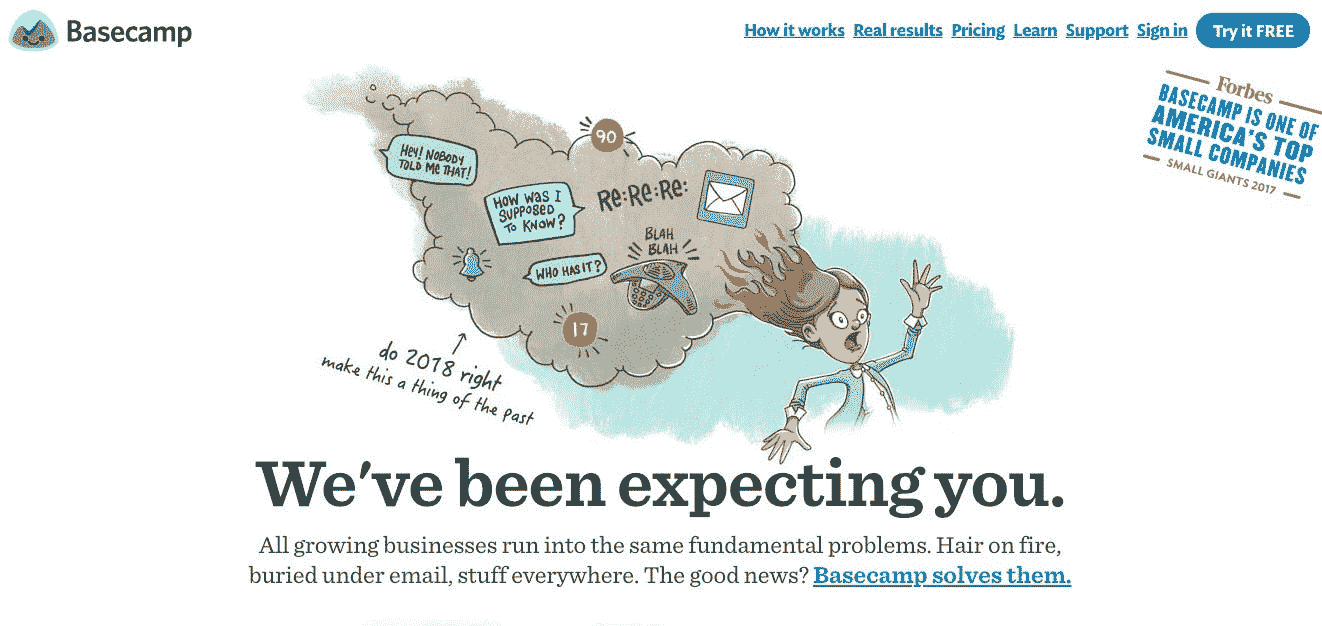 Basecamp
How it works Real results Pricing Learn Support Sign in Try it FREE
Forbes
BASECAMP IS ONE OF
AMERICA'S TOP
SMALL COMPANIES
SMALL GIANTS 2017
90
HEY! NOBODY
TOLD ME THAT!
HOW WAS I
SUPPOSED
TO KNOW?
Re:Re:Re:
BLAH
BLAH
WHO HAS IT?
17
do 2018 right
make this a thing of the past
We've been expecting you.
All growing businesses run into the same fundamental problems. Hair on fire,
buried under email, stuff everywhere. The good news? Basecamp solves them.